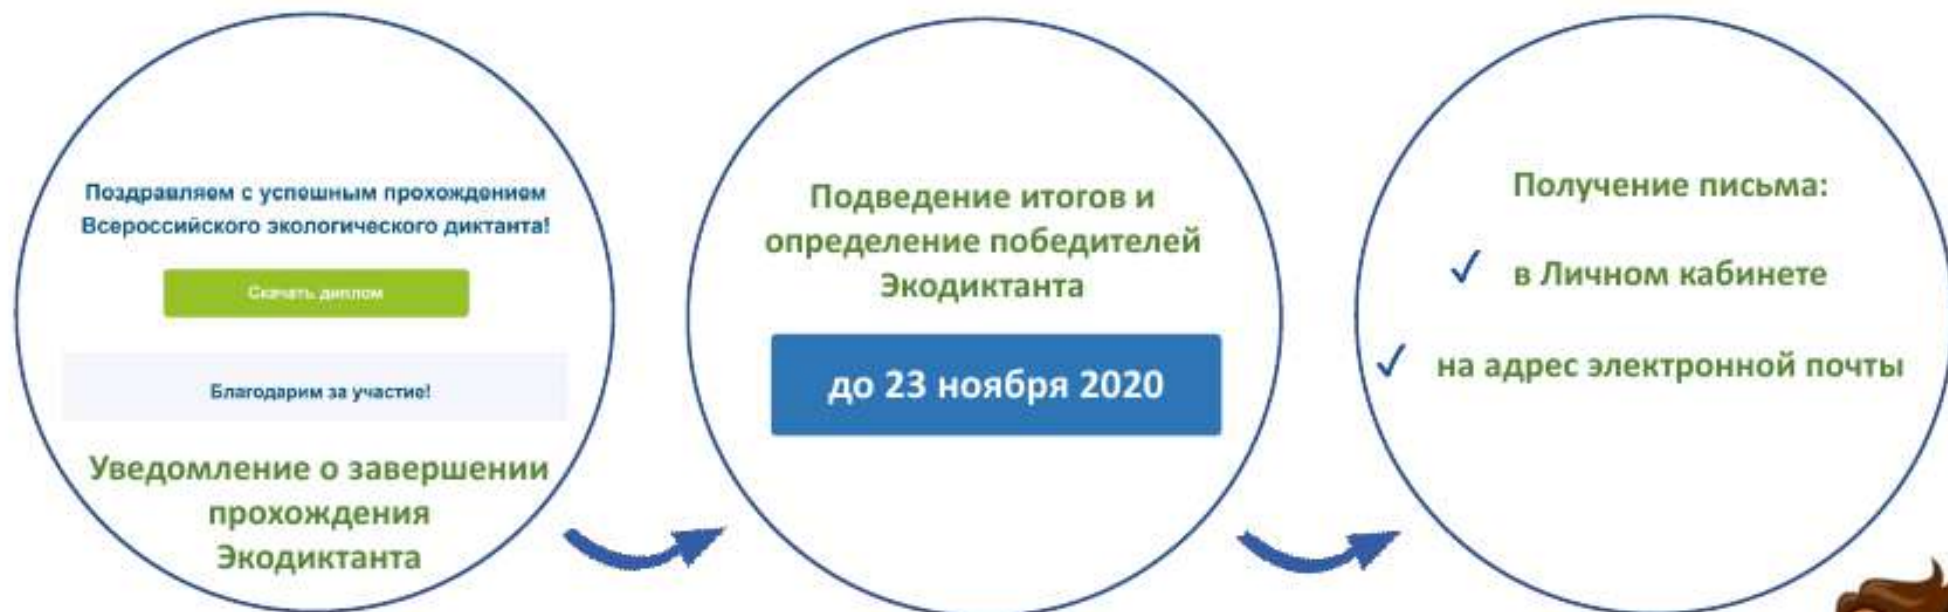 Поздравляем с успешным прохождением
Всероссийского экологического диктанта!
Скачать диплом
Благодарим за участие!
Уведомление о завершении
прохождения
Экодиктанта
Подведение итогов и
определение победителей
Экодиктанта
до 23 ноября 2020
Получение письма:
✓ в Личном кабинете
✓ на адрес электронной почты